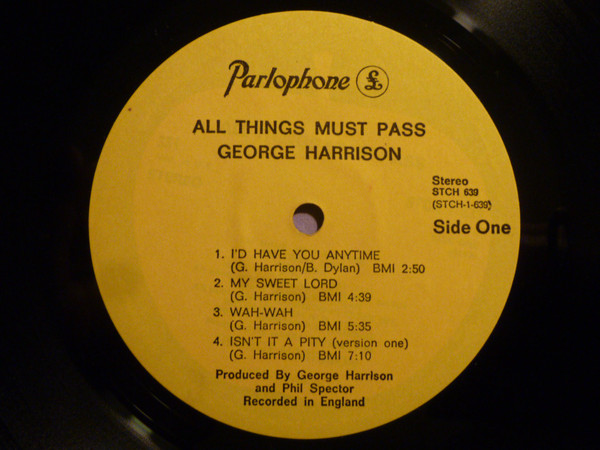 Parlophone £
ALL THINGS MUST PASS
GEORGE HARRISON
Stereo
STCH 639
(STCH-1-639)
Side One
1. I'D HAVE YOU ANYTIME
(G. Harrison/B. Dylan) BMI 2:50
2. MY SWEET LORD
(G. Harrison) BMI 4:39
3. WAH-WAH
(G. Harrison) BMI 5:35
4. ISN'T IT A PITY (version one)
(G. Harrison) BMI 7:10
Produced By George Harrison
and Phil Spector
Recorded in England